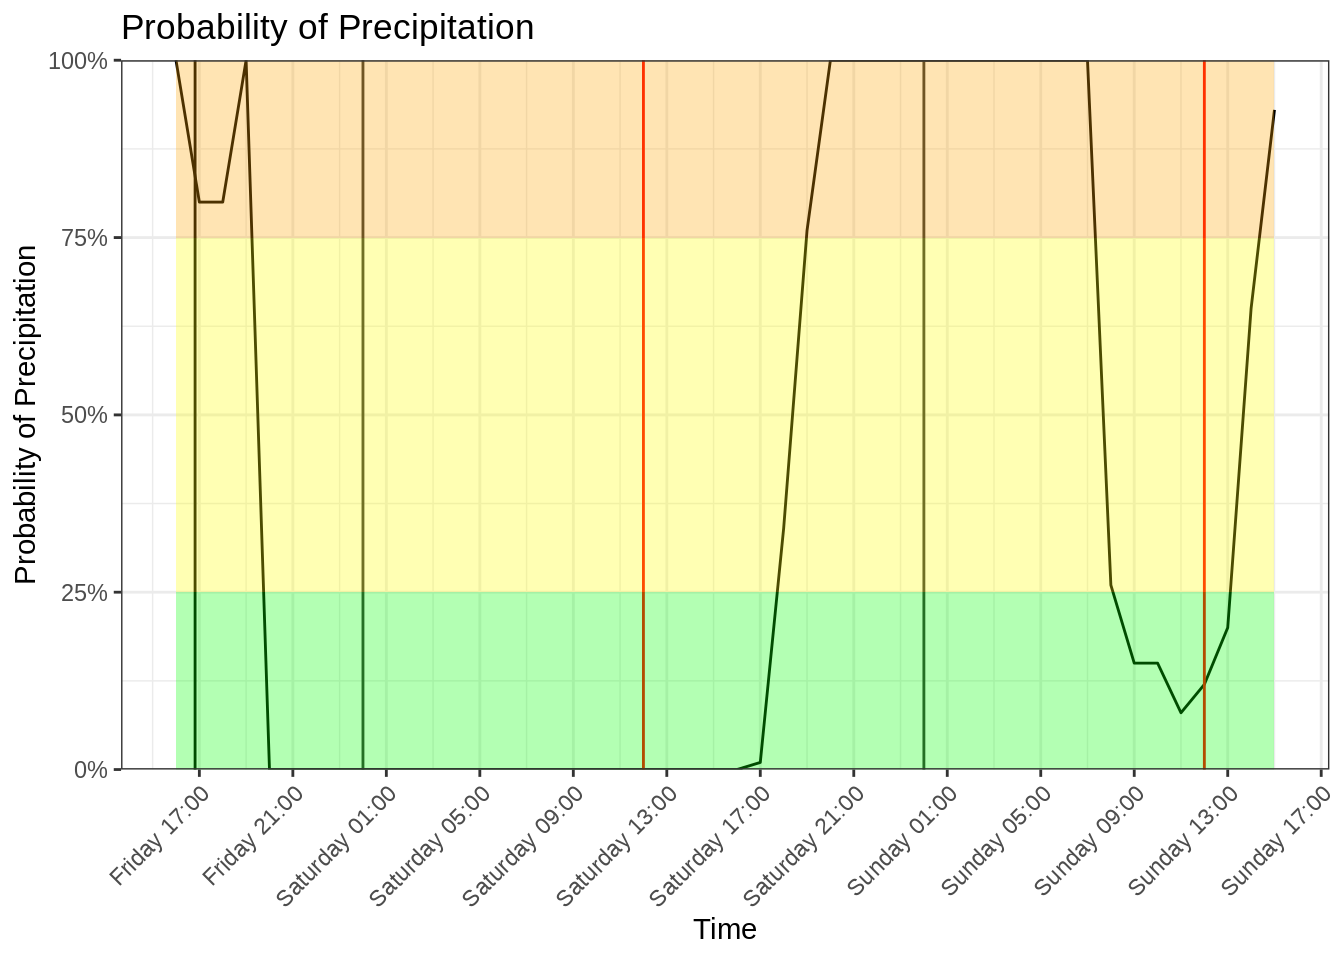 Probability of Precipitation
Probability of Precipitation
100%
75%
50%
25%
0%
Friday 17:00
Friday 21:00
Saturday 01:00
Saturday 05:00
Saturday 09:00
Saturday 13:00
Saturday 17:00
Saturday 21:00
Sunday 01:00
Sunday 05:00
Sunday 09:00
Sunday 13:00
Sunday 17:00
Time